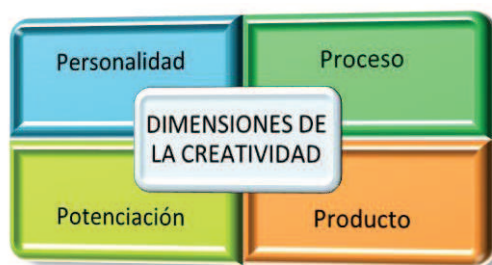 Personalidad
Proceso
DIMENSIONES DE
LA CREATIVIDAD
Potenciación
Producto